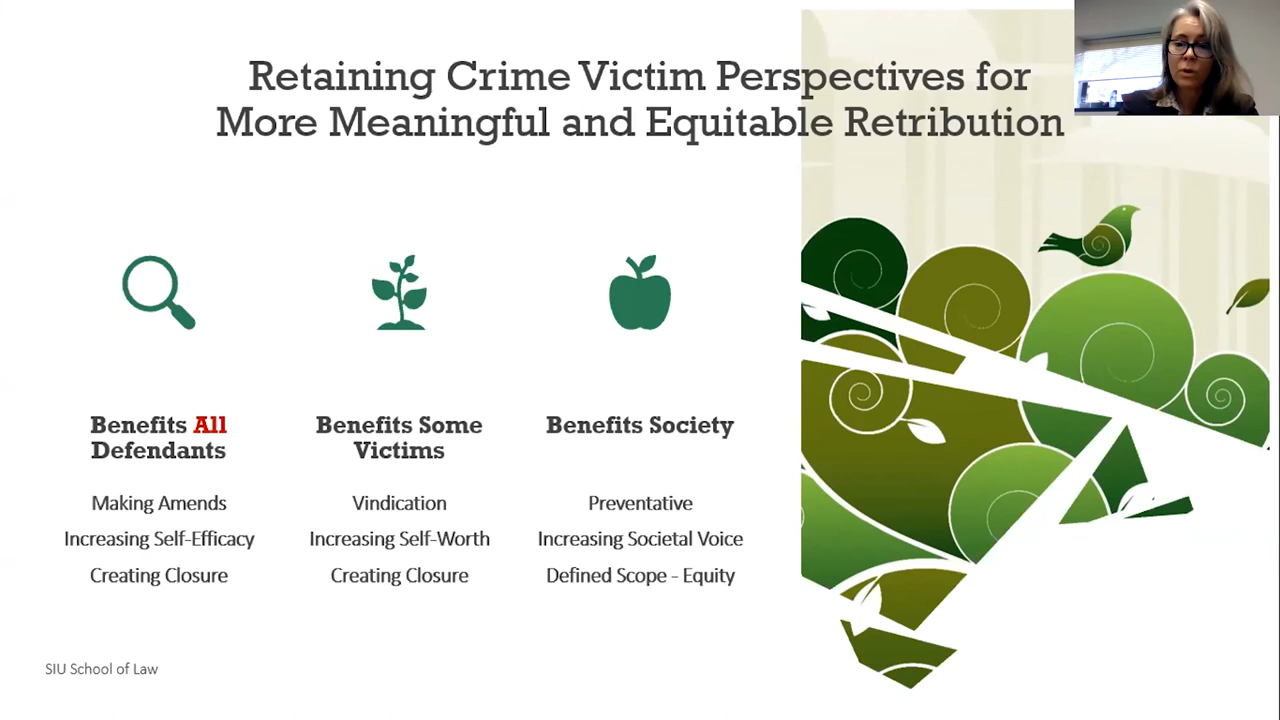 Retaining Crime Victim Perspectives for
More Meaningful and Equitable Retribution
Benefits All
Defendants
Making Amends
Increasing Self-Efficacy
Creating Closure
Benefits Some
Victims
Vindication
Increasing Self-Worth
Creating Closure
Benefits Society
Preventative
Increasing Societal Voice
Defined Scope - Equity
SIU School of Law